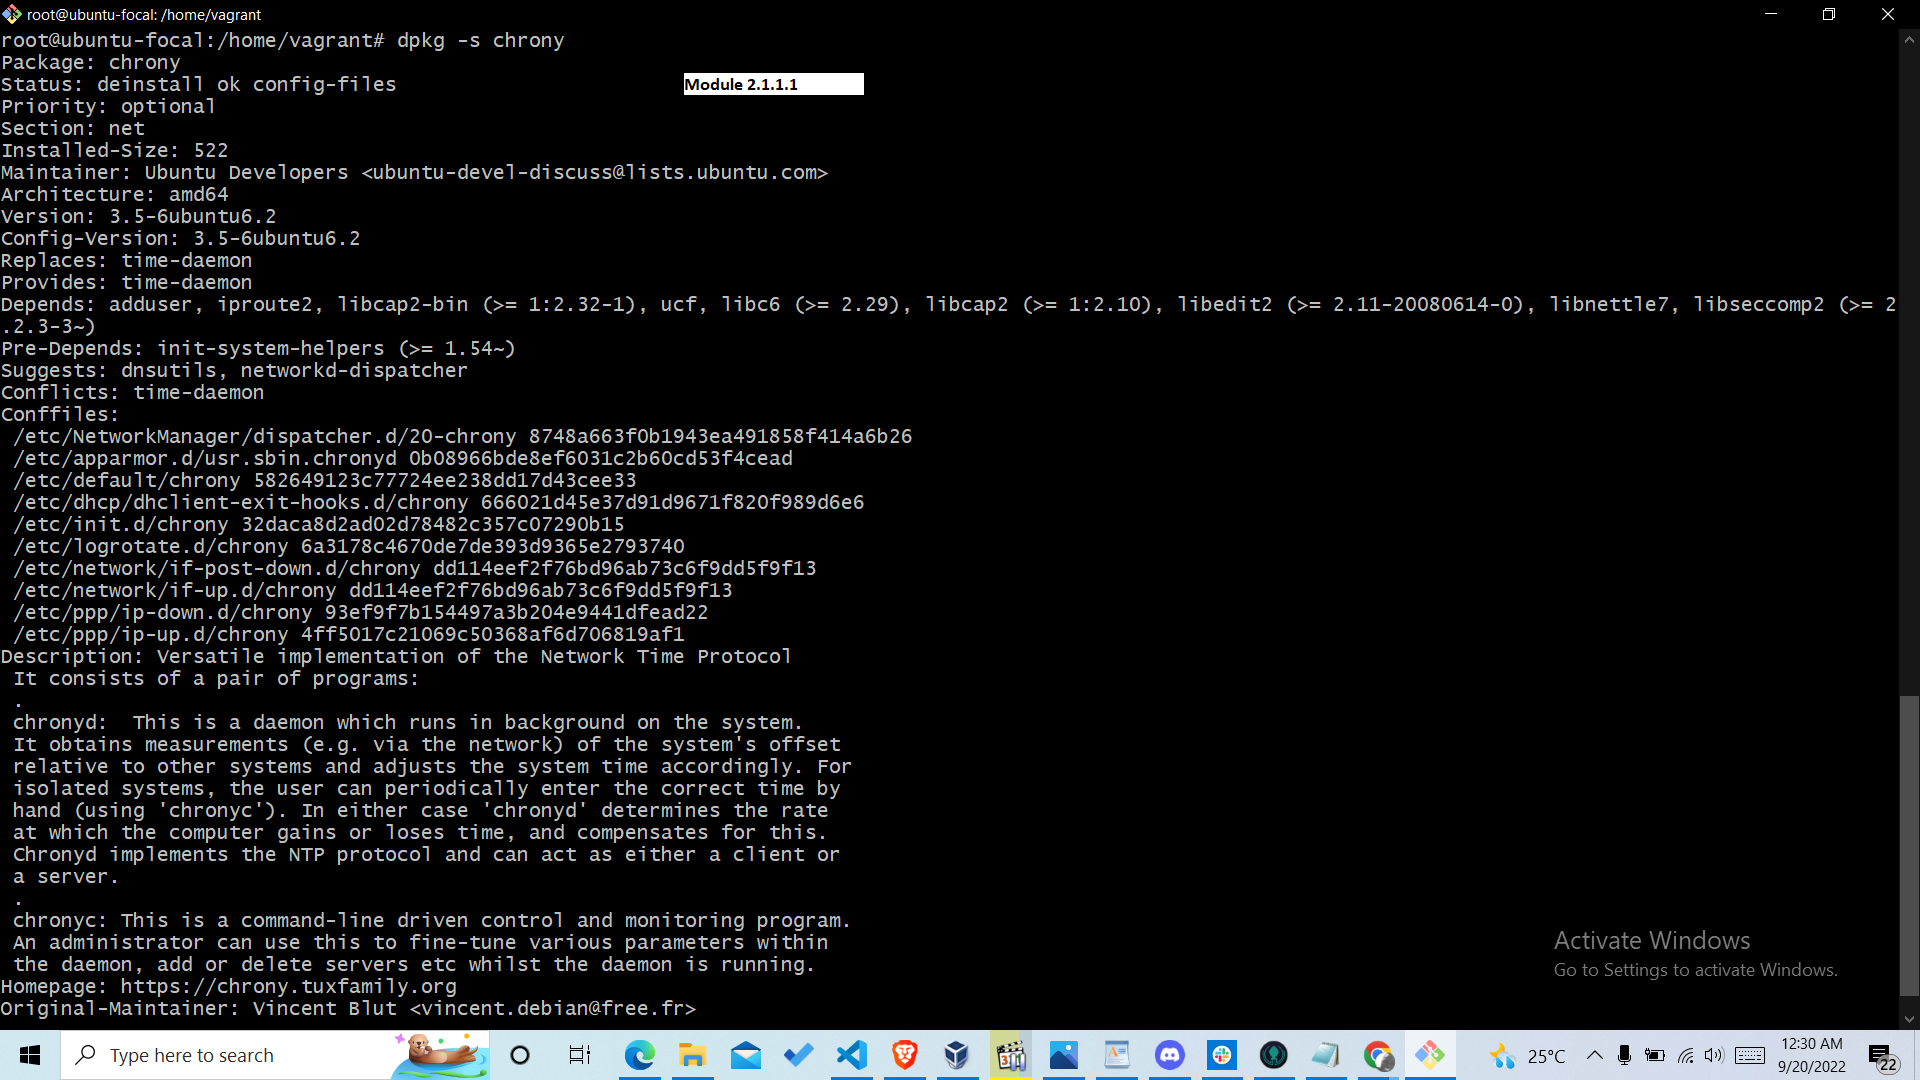 root@ubuntu-focal: /home/vagrant
root@ubuntu-focal:/home/vagrant# dpkg -s chrony
Package: chrony
Status: deinstall ok config-files
Module 2.1.1.1
Priority: optional
Section: net
Installed-Size: 522
Maintainer: Ubuntu Developers <ubuntu-devel-discuss@lists.ubuntu.com>
Architecture: amd64
Version: 3.5-6ubuntu6.2
Config-Version: 3.5-6ubuntu6.2
Replaces: time-daemon
Provides: time-daemon
Depends: adduser, iproute2, libcap2-bin (>= 1:2.32-1), ucf, libc6 (>= 2.29), libcap2 (>= 1:2.10), libedit2 (>= 2.11-20080614-0), libnettle7, libseccomp2 (>= 2
.2.3-3~)
Pre-Depends: init-system-helpers (>= 1.54~)
Suggests: dnsutils, networkd-dispatcher
Conflicts: time-daemon
Conffiles:
/etc/NetworkManager/dispatcher.d/20-chrony 8748a663f0b1943ea491858f414a6b26
/etc/apparmor.d/usr.sbin.chronyd 0b08966bde8ef6031c2b60cd53f4cead
/etc/default/chrony 582649123c77724ee238dd17d43cee33
/etc/dhcp/dhclient-exit-hooks.d/chrony 666021d45e37d91d9671f820f989d6e6
/etc/init.d/chrony 32daca8d2ad02d78482c357c07290b15
/etc/logrotate.d/chrony 6a3178c4670de7de393d9365e2793740
/etc/network/if-post-down.d/chrony dd114eef2f76bd96ab73c6f9dd5f9f13
/etc/network/if-up.d/chrony dd114eef2f76bd96ab73c6f9dd5f9f13
/etc/ppp/ip-down.d/chrony 93ef9f7b154497a3b204e9441dfead22
/etc/ppp/ip-up.d/chrony 4ff5017c21069c50368af6d706819af1
Description: Versatile implementation of the Network Time Protocol
It consists of a pair of programs:
.
chronyd:  This is a daemon which runs in background on the system.
It obtains measurements (e.g. via the network) of the system's offset
relative to other systems and adjusts the system time accordingly. For
isolated systems, the user can periodically enter the correct time by
hand (using 'chronyc'). In either case 'chronyd' determines the rate
at which the computer gains or loses time, and compensates for this.
Chronyd implements the NTP protocol and can act as either a client or
a server.
.
chronyc: This is a command-line driven control and monitoring program.
An administrator can use this to fine-tune various parameters within
the daemon, add or delete servers etc whilst the daemon is running.
Homepage: https://chrony.tuxfamily.org
Original-Maintainer: Vincent Blut <vincent.debian@free.fr>
Activate Windows
Go to Settings to activate Windows.
Type here to search
25°C
12:30 AM
9/20/2022
22